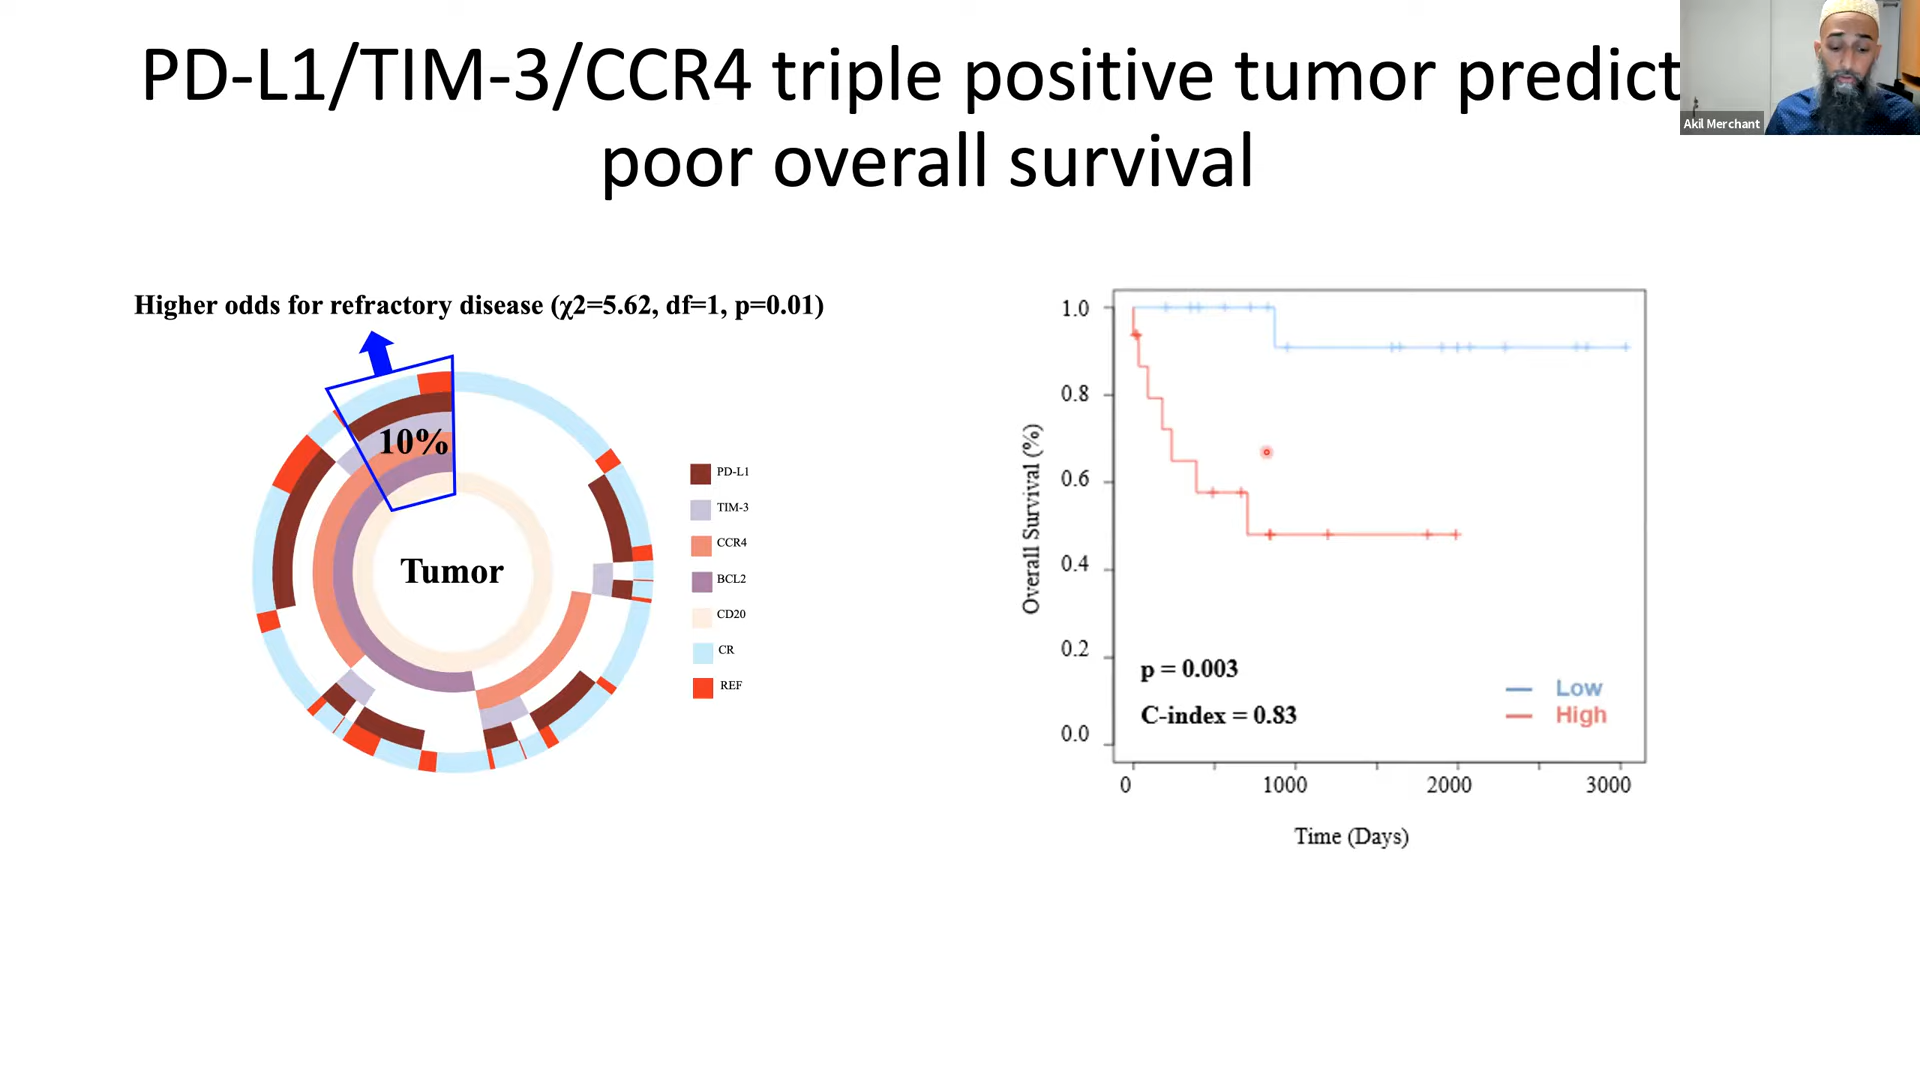 PD-L1/TIM-3/CCR4 triple positive tumor predict
poor overall survival
Akil Merchant
Higher odds for refractory disease (χ2=5.62, df=1, p=0.01)
10%
Tumor
PD-L1
TIM-3
CCR4
BCL2
CD20
CR
REF
Overall Survival (%)
1.0
0.8
0.6
0.4
0.2
0.0
p = 0.003
C-index = 0.83
Low
High
0 1000 2000 3000
Time (Days)